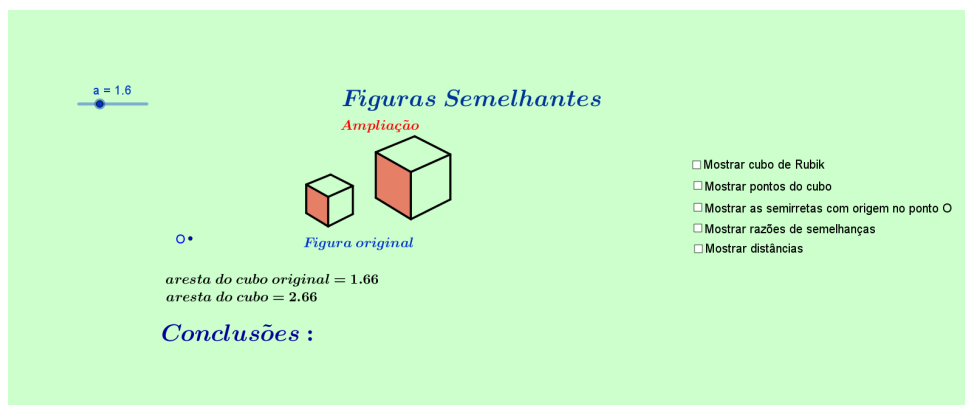 a = 1.6
Figuras Semelhantes
Ampliação
Figura original
O
aresta do cubo original = 1.66
aresta do cubo = 2.66
Conclusões :
Mostrar cubo de Rubik
Mostrar pontos do cubo
Mostrar as semirretas com origem no ponto O
Mostrar razões de semelhanças
Mostrar distâncias